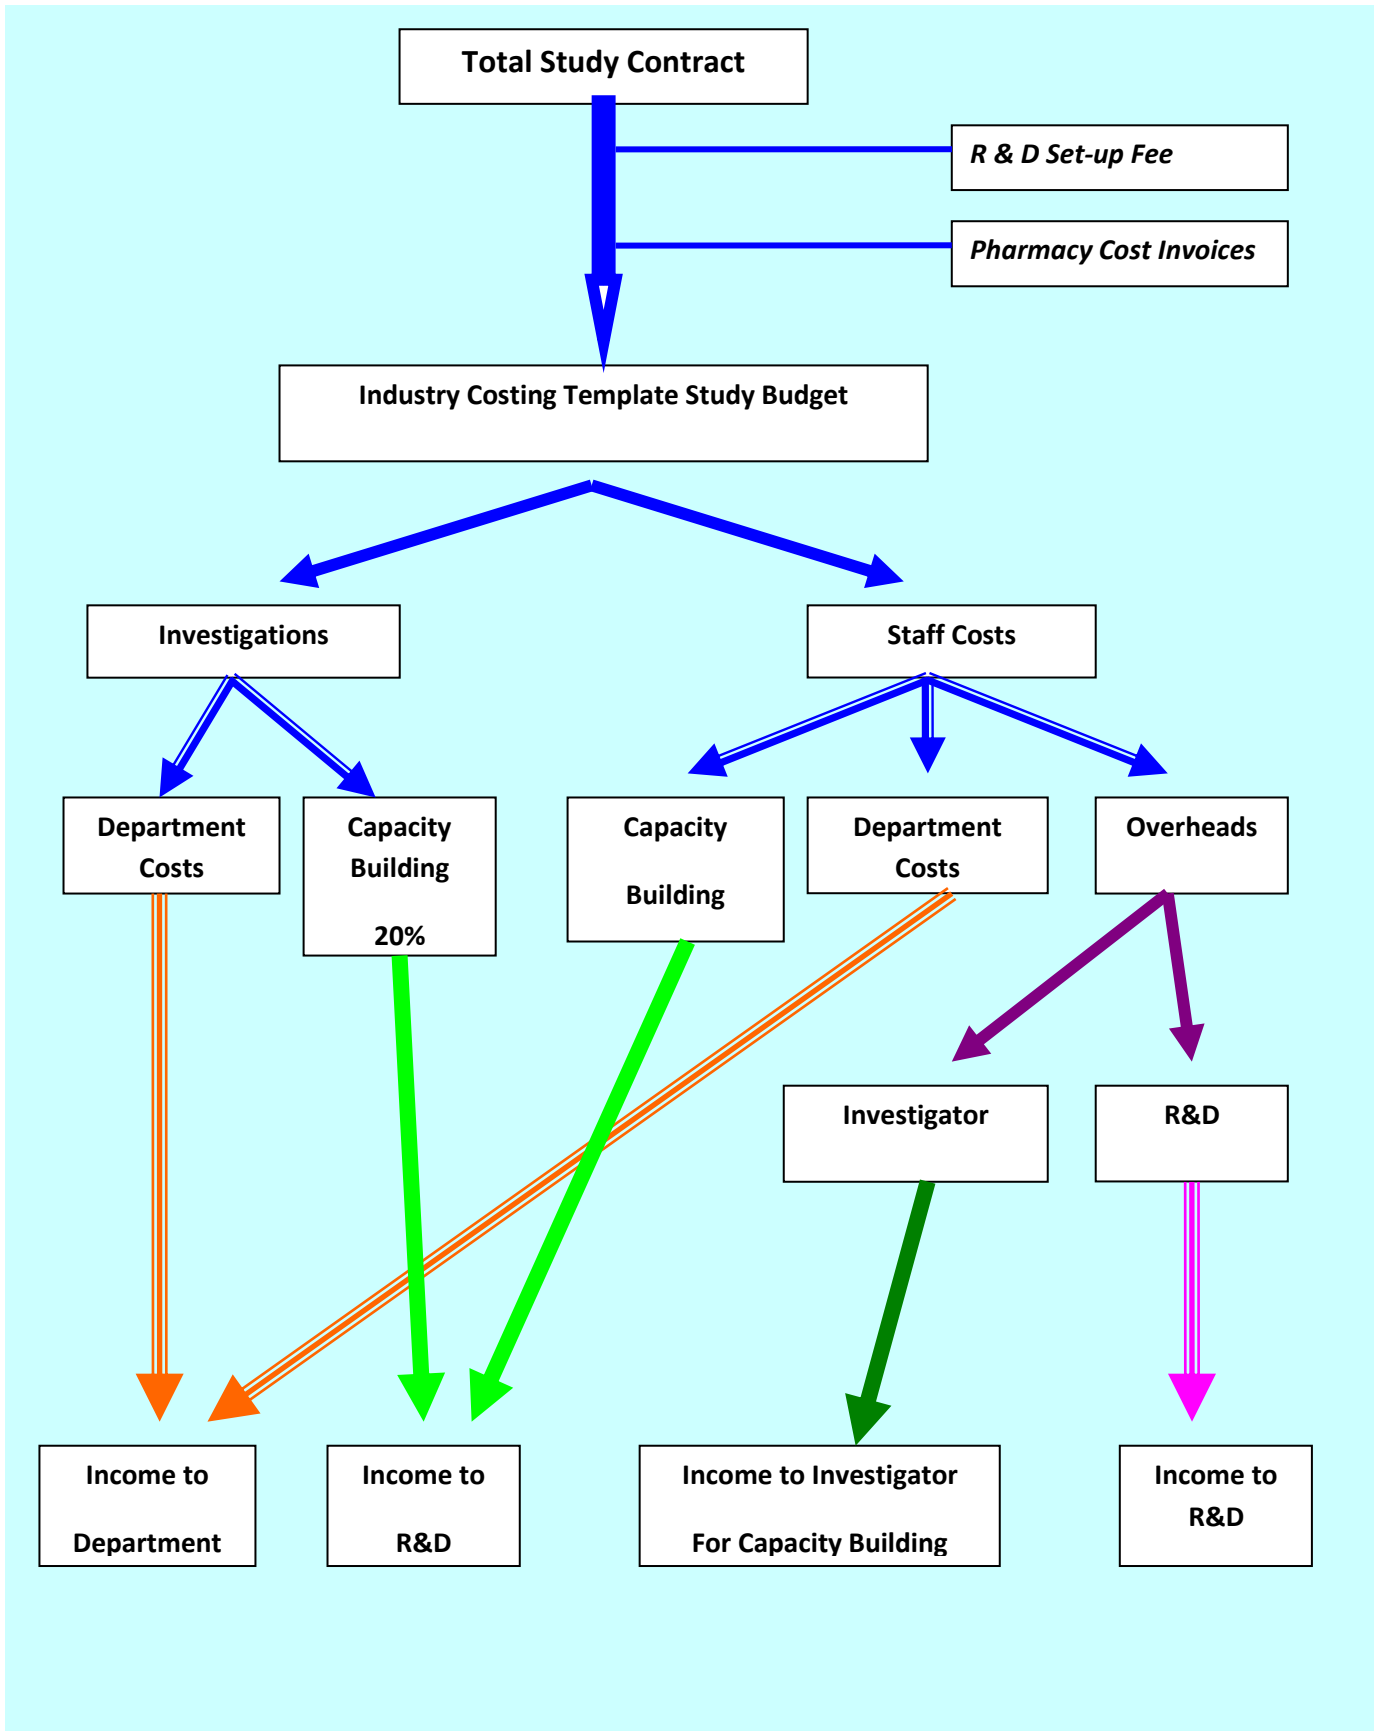 Total Study Contract
R & D Set-up Fee
Pharmacy Cost Invoices
Industry Costing Template Study Budget
Investigations
Staff Costs
Department
Costs
Capacity
Building
20%
Capacity
Building
Department
Costs
Overheads
Investigator
R&D
Income to
Department
Income to
R&D
Income to Investigator
For Capacity Building
Income to
R&D